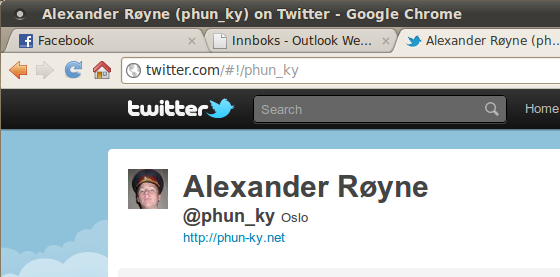 Alexander Røyne (phun_ky) on Twitter - Google Chrome
Facebook
Innboks - Outlook We...
Alexander Røyne (ph...
twitter.com/#!/phun_ky
twitter
Search
Home
Alexander Røyne
@phun_ky Oslo
http://phun-ky.net